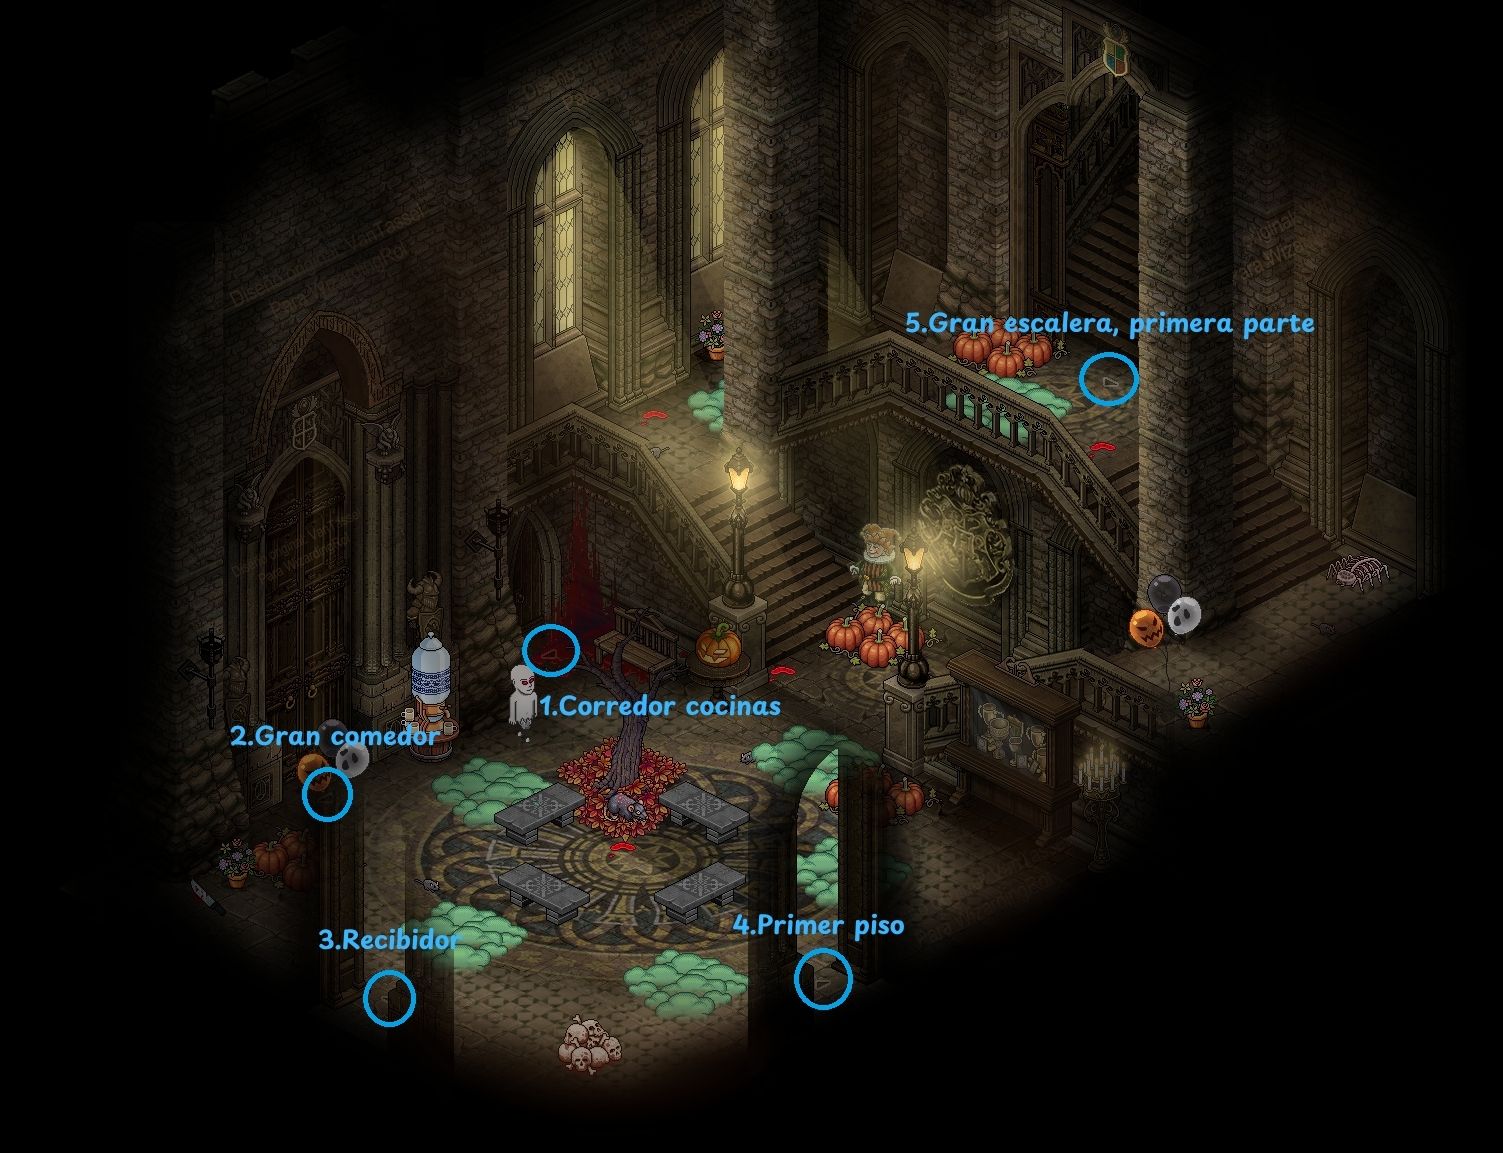 5.Gran escalera, primera parte
1.Corredor cocinas
2.Gran comedor
3.Recibidor
4.Primer piso